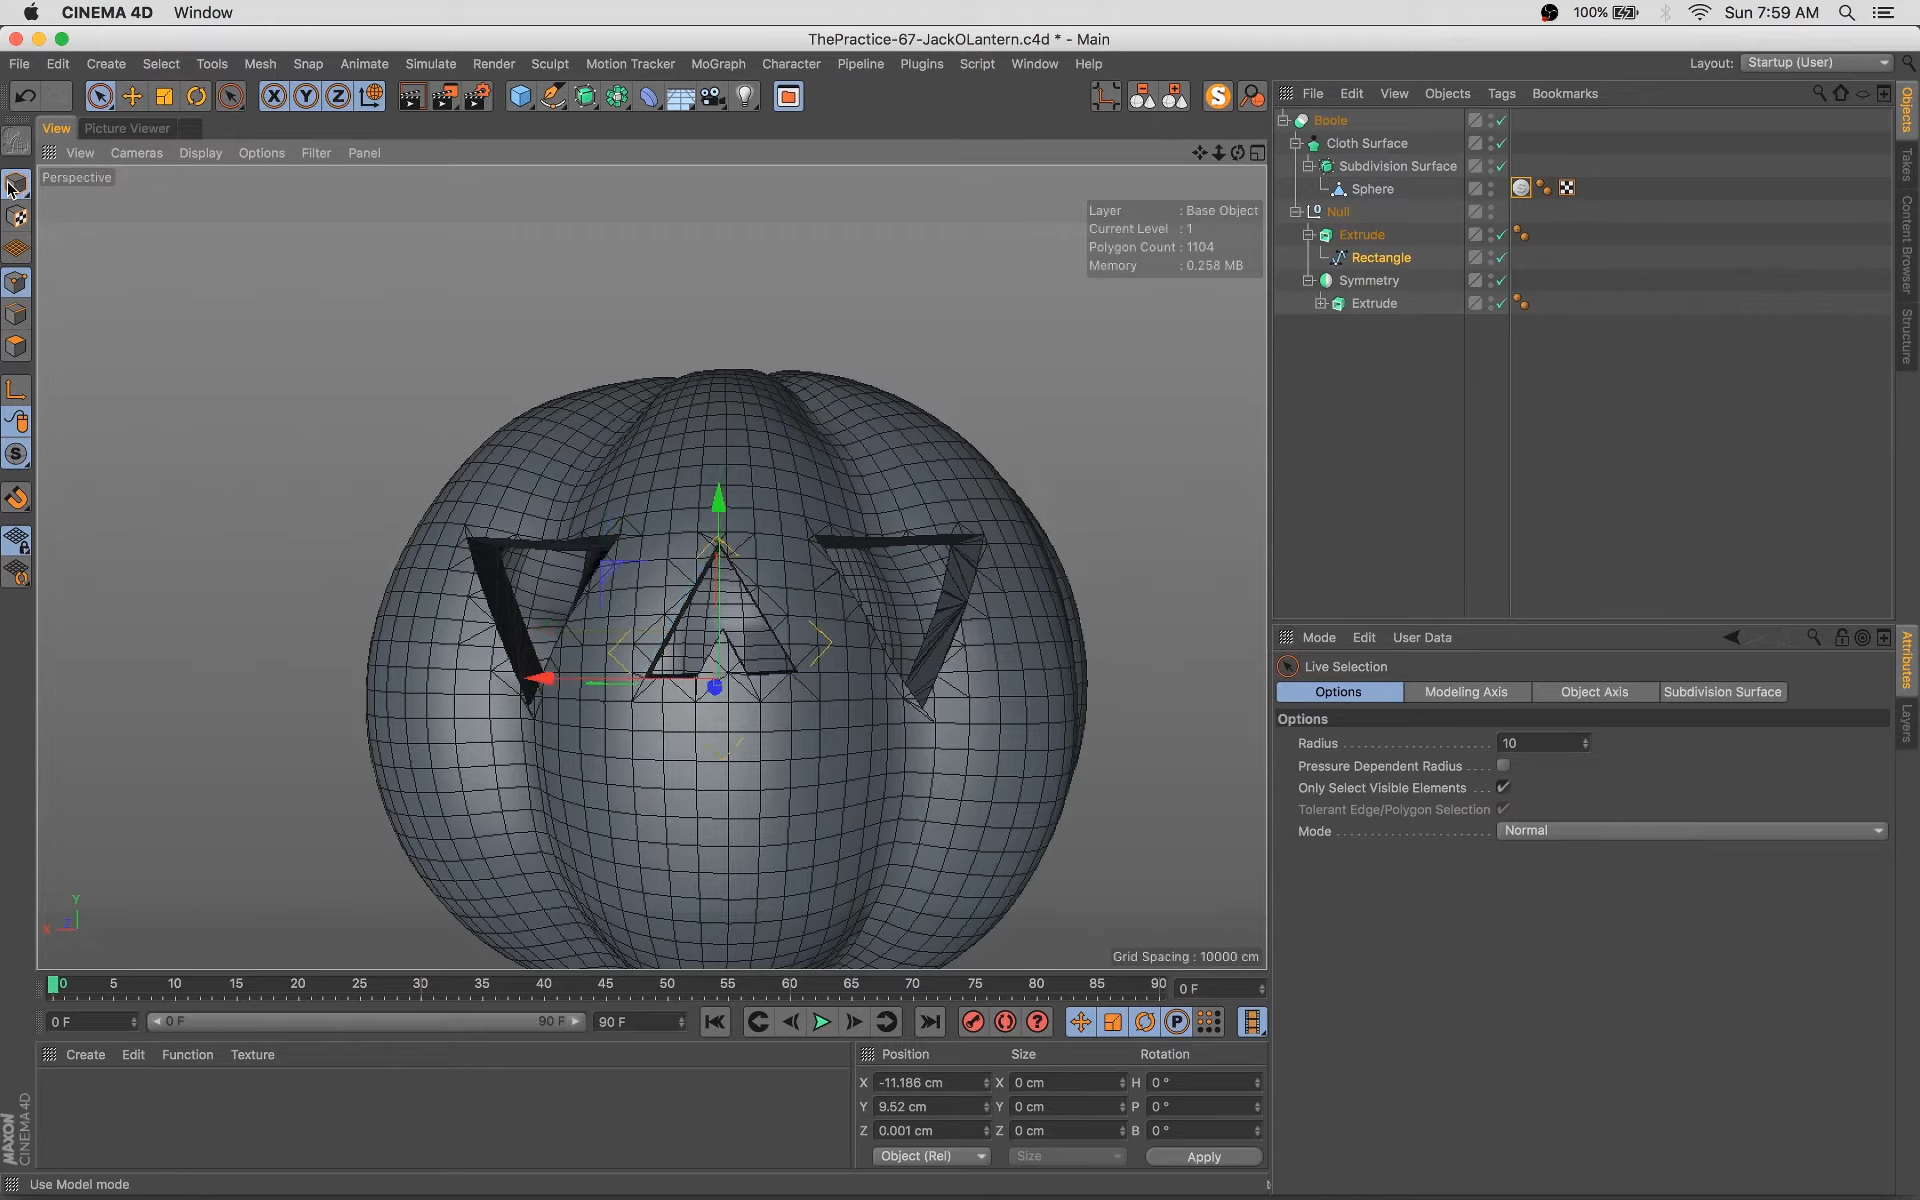 CINEMA 4D Window 100% Sun 7:59 AM
ThePractice-67-JackOLantern.c4d * - Main
File Edit Create Select Tools Mesh Snap Animate Simulate Sculpt Render Sculpt Motion Tracker MoGraph Character Pipeline Plugins Script Window Help Layout: Startup (User)
X Y Z S
File Edit View Objects Tags Bookmarks
View Picture Viewer
View Cameras Display Options Filter Panel
Perspective
Layer : Base Object
Current Level : 1
Polygon Count : 1104
Memory : 0.258 MB
Grid Spacing : 10000 cm
Y
X Z
Boole
Cloth Surface
Subdivision Surface
Sphere
Null
Extrude
Rectangle
Symmetry
Extrude
Objects
Takes
Content Browser
Structure
Mode Edit User Data
Live Selection
Options Modeling Axis Object Axis Subdivision Surface
Options
Radius 10
Pressure Dependent Radius
Only Select Visible Elements
Tolerant Edge/Polygon Selection
Mode Normal
Attributes
Layers
0 5 10 15 20 25 30 35 40 45 50 55 60 65 70 75 80 85 90 0 F
0 F 0 F 90 F 90 F
Create Edit Function Texture
Position Size Rotation
X -11.186 cm X 0 cm H 0 °
Y 9.52 cm Y 0 cm P 0 °
Z 0.001 cm Z 0 cm B 0 °
Object (Rel) Size Apply
MAXON CINEMA 4D
Use Model mode